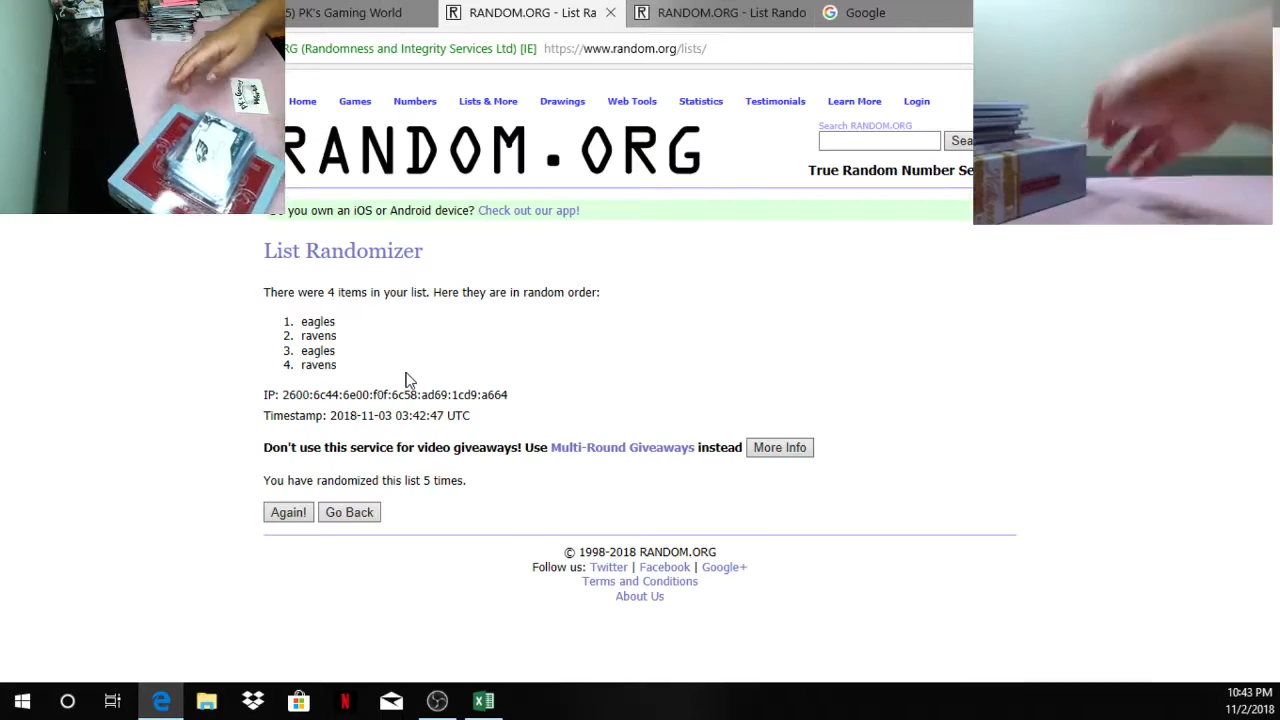 5) PK's Gaming World
RANDOM.ORG - List Ra
RANDOM.ORG - List Rando
Google
RG (Randomness and Integrity Services Ltd) [IE] https://www.random.org/lists/
Home Games Numbers Lists & More Drawings Web Tools Statistics Testimonials Learn More Login
RANDOM.ORG
Search RANDOM.ORG
Sea
True Random Number Se
Do you own an iOS or Android device? Check out our app!
List Randomizer
There were 4 items in your list. Here they are in random order:
1. eagles
2. ravens
3. eagles
4. ravens
IP: 2600:6c44:6e00:f0f:6c58:ad69:1cd9:a664
Timestamp: 2018-11-03 03:42:47 UTC
Don't use this service for video giveaways! Use Multi-Round Giveaways instead More Info
You have randomized this list 5 times.
Again! Go Back
© 1998-2018 RANDOM.ORG
Follow us: Twitter | Facebook | Google+
Terms and Conditions
About Us
10:43 PM
11/2/2018